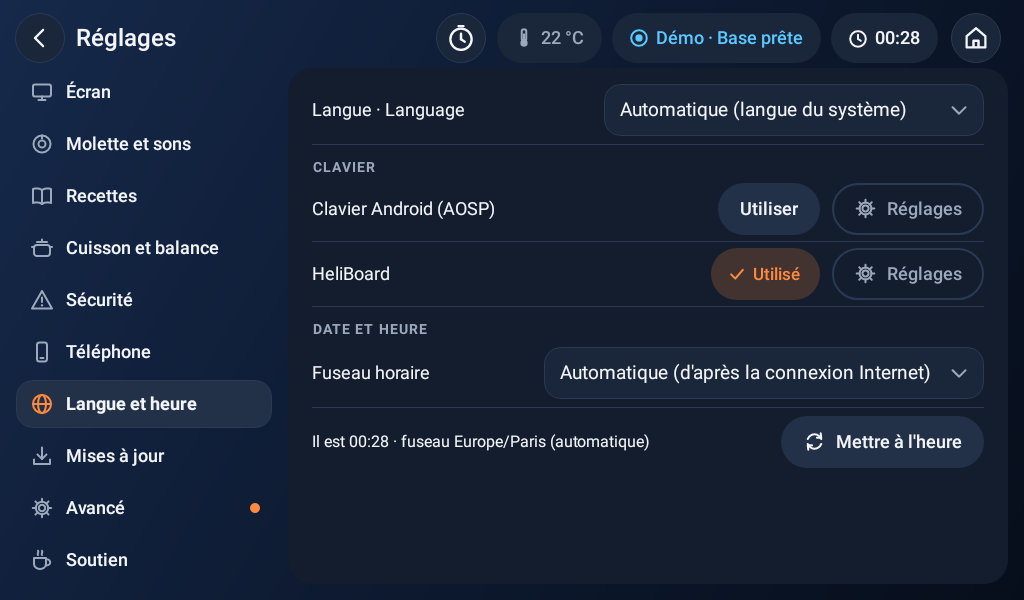 Réglages
22 °C
Démo · Base prête
00:28
Écran
Molette et sons
Recettes
Cuisson et balance
Sécurité
Téléphone
Langue et heure
Mises à jour
Avancé
Soutien
Langue · Language
Automatique (langue du système)
CLAVIER
Clavier Android (AOSP)
Utiliser
Réglages
HeliBoard
Utilisé
Réglages
DATE ET HEURE
Fuseau horaire
Automatique (d'après la connexion Internet)
Il est 00:28 · fuseau Europe/Paris (automatique)
Mettre à l'heure